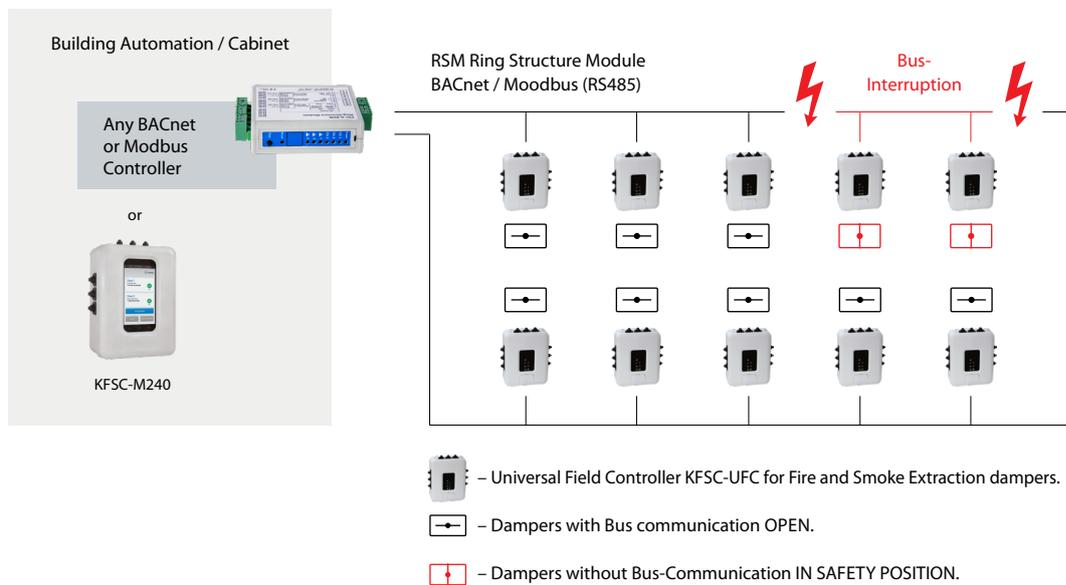 Building Automation / Cabinet
RSM Ring Structure Module
BACnet / Moodbus (RS485)
Bus-
Interruption
Any BACnet
or Modbus
Controller
or
KFSC-M240
– Universal Field Controller KFSC-UFC for Fire and Smoke Extraction dampers.
– Dampers with Bus communication OPEN.
– Dampers without Bus-Communication IN SAFETY POSITION.